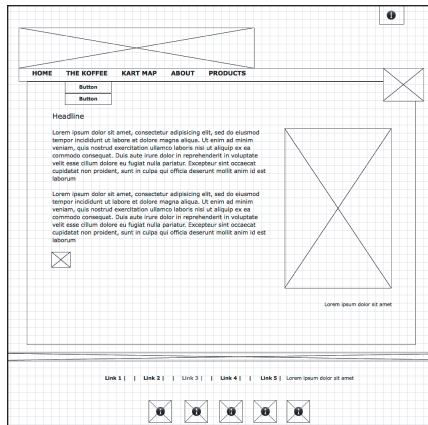 HOME THE KOFFEE KART MAP ABOUT PRODUCTS
Button
Button
Headline
Lorem ipsum dolor sit amet, consectetur adipisicing elit, sed do eiusmod
tempor incididunt ut labore et dolore magna aliqua. Ut enim ad minim
veniam, quis nostrud exercitation ullamco laboris nisi ut aliquip ex ea
commodo consequat. Duis aute irure dolor in reprehenderit in voluptate
velit esse cillum dolore eu fugiat nulla pariatur. Excepteur sint occaecat
cupidatat non proident, sunt in culpa qui officia deserunt mollit anim id est
laborum
Lorem ipsum dolor sit amet, consectetur adipisicing elit, sed do eiusmod
tempor incididunt ut labore et dolore magna aliqua. Ut enim ad minim
veniam, quis nostrud exercitation ullamco laboris nisi ut aliquip ex ea
commodo consequat. Duis aute irure dolor in reprehenderit in voluptate
velit esse cillum dolore eu fugiat nulla pariatur. Excepteur sint occaecat
cupidatat non proident, sunt in culpa qui officia deserunt mollit anim id est
laborum
Lorem ipsum dolor sit amet
Link 1 | | Link 2 | | Link 3 | | Link 4 | | Link 5 | Lorem ipsum dolor sit amet